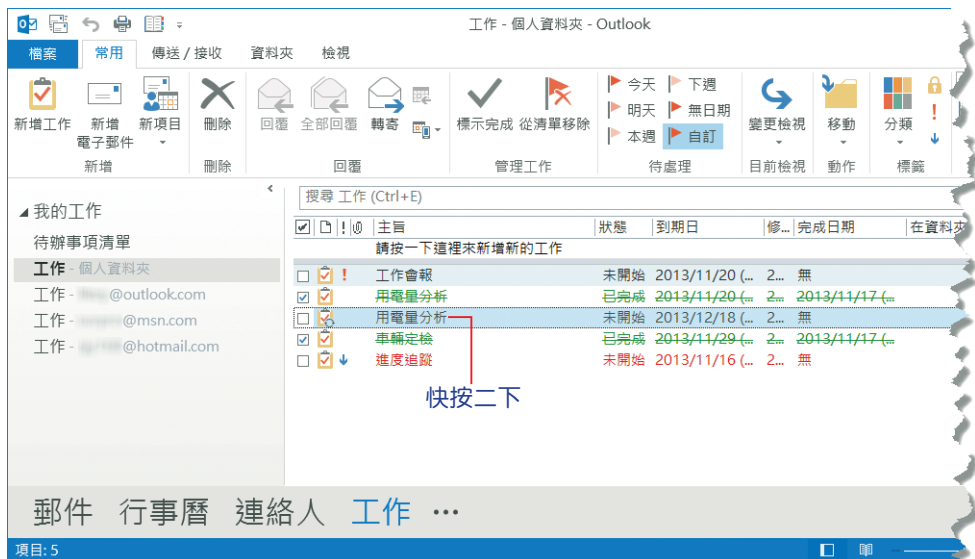 工作 - 個人資料夾 - Outlook
檔案 常用 傳送 / 接收 資料夾 檢視
新增工作 新增 電子郵件 新項目 刪除 回覆 全部回覆 轉寄 標示完成 從清單移除 今天 下週 明天 無日期 本週 自訂 變更檢視 移動 分類
新增 刪除 回覆 管理工作 待處理 目前檢視 動作 標籤
搜尋 工作 (Ctrl+E)
我的工作
待辦事項清單
工作 - 個人資料夾
工作 - @outlook.com
工作 - @msn.com
工作 - @hotmail.com
主旨 狀態 到期日 修... 完成日期 在資料夾
請按一下這裡來新增新的工作
工作會報 未開始 2013/11/20 (... 2... 無
用電量分析 已完成 2013/11/20 (... 2... 2013/11/17 (...
用電量分析 未開始 2013/12/18 (... 2... 無
車輛定檢 已完成 2013/11/29 (... 2... 2013/11/17 (...
進度追蹤 未開始 2013/11/16 (... 2... 無
快按二下
郵件 行事曆 連絡人 工作 ···
項目: 5